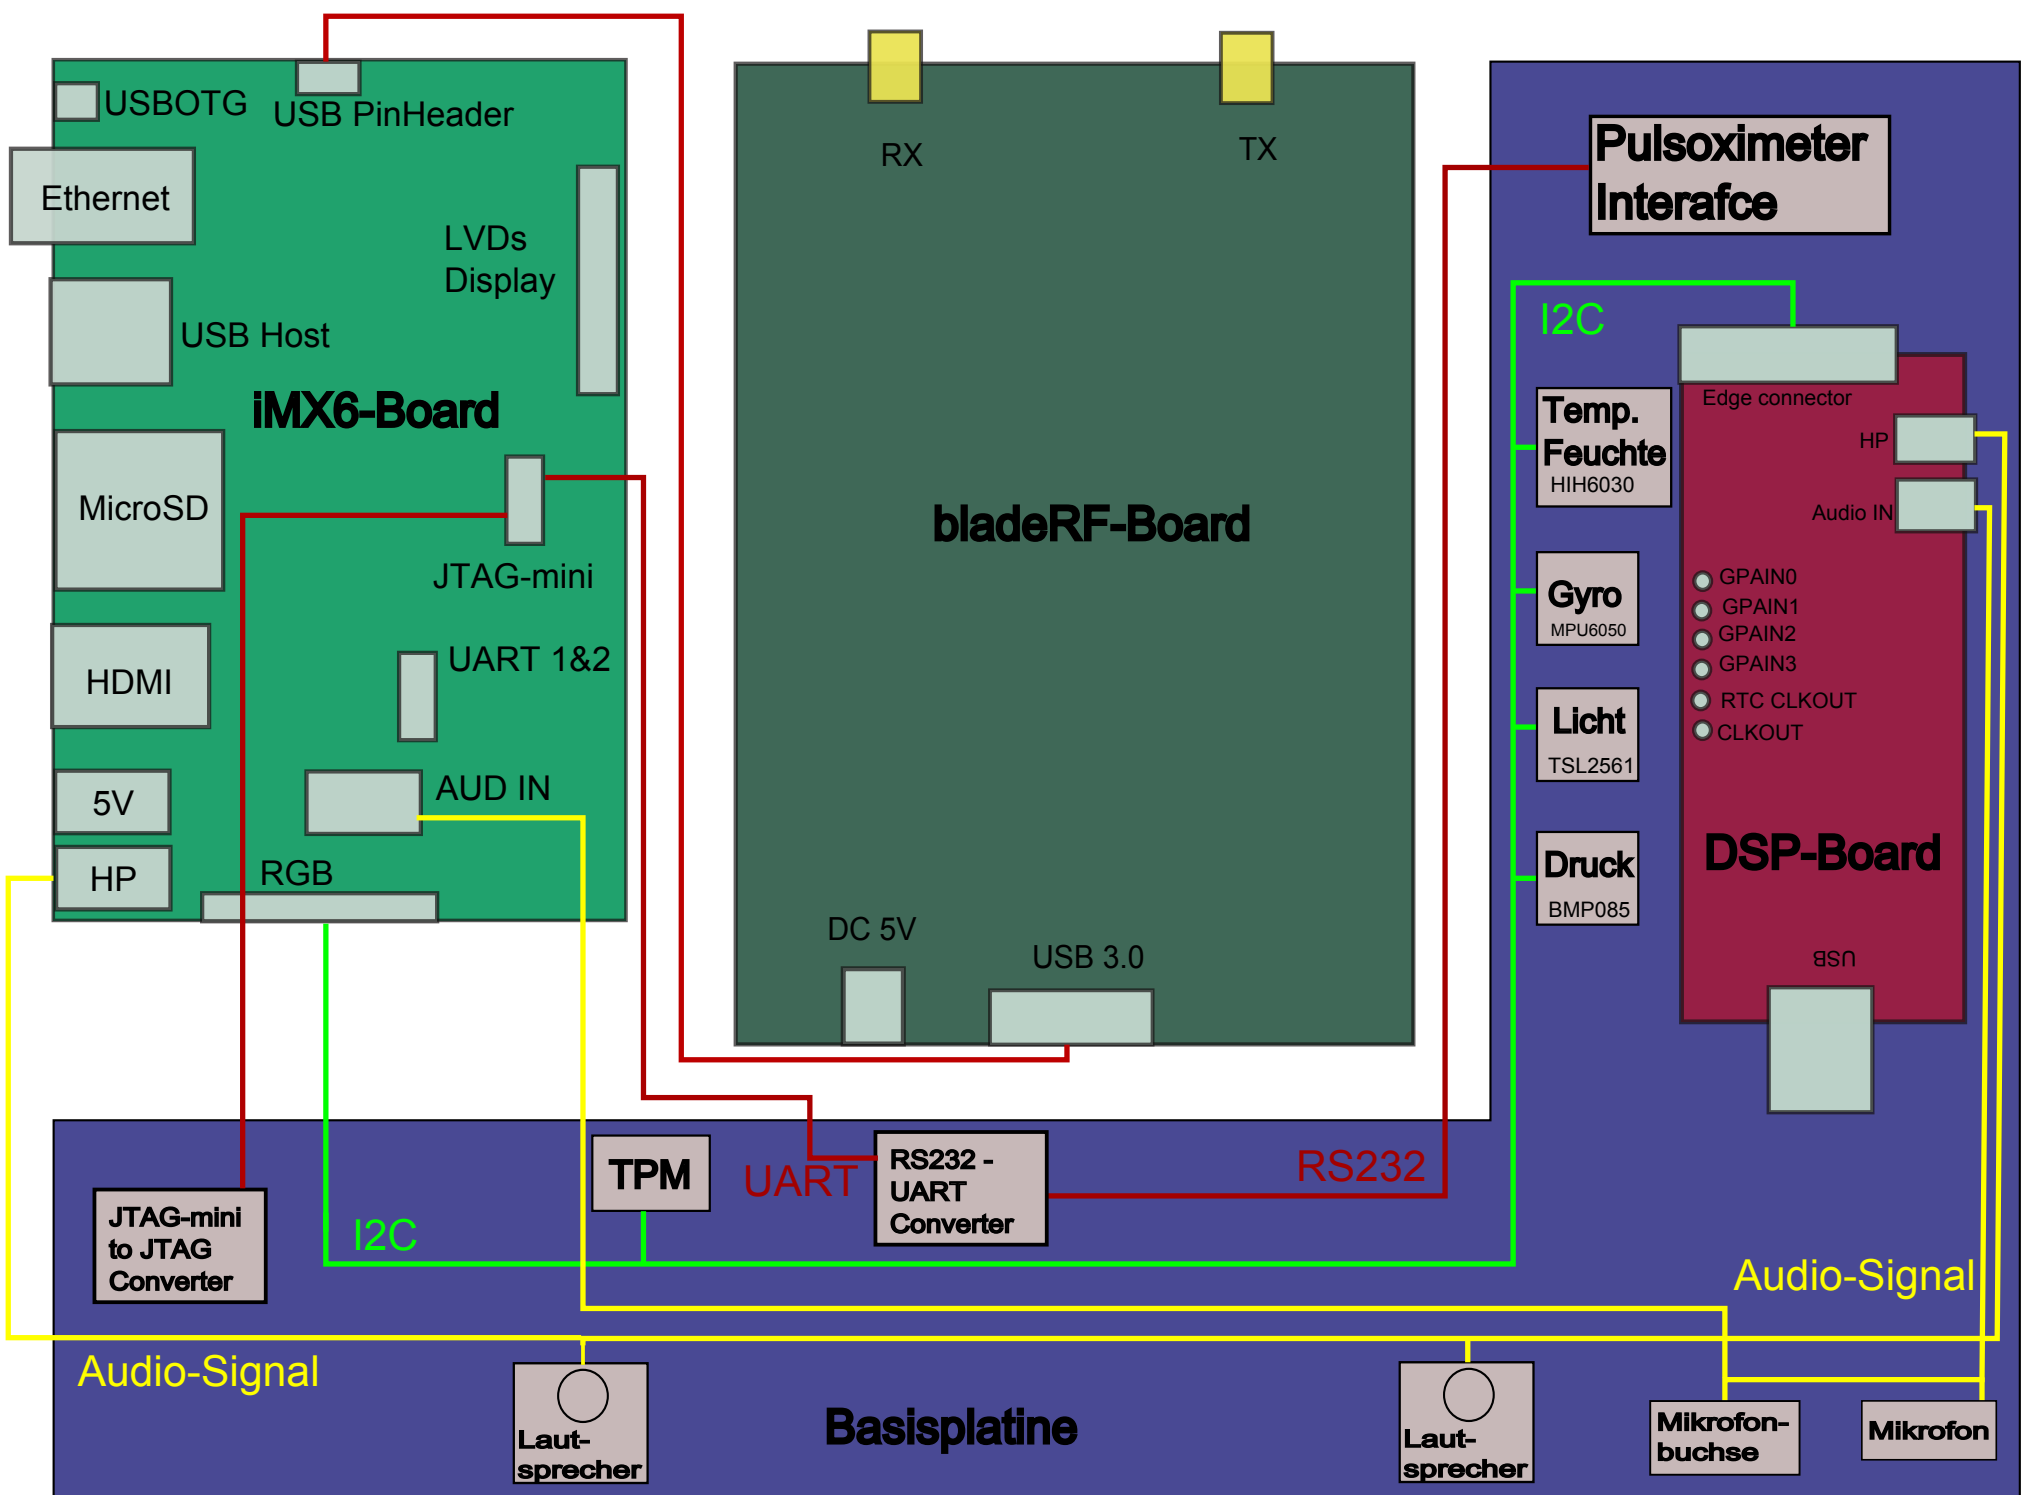 USBOTG
USB PinHeader
Ethernet
LVDs
Display
USB Host
iMX6-Board
MicroSD
JTAG-mini
HDMI
UART 1&2
5V
AUD IN
HP
RGB
RX
TX
bladeRF-Board
DC 5V
USB 3.0
Pulsoximeter
Interafce
I2C
Edge connector
Temp.
Feuchte
HIH6030
HP
Audio IN
Gyro
MPU6050
GPAIN0
GPAIN1
GPAIN2
GPAIN3
RTC CLKOUT
CLKOUT
Licht
TSL2561
Druck
BMP085
DSP-Board
USB
JTAG-mini
to JTAG
Converter
I2C
TPM
UART
RS232 -
UART
Converter
RS232
Audio-Signal
Audio-Signal
Laut-
sprecher
Basisplatine
Laut-
sprecher
Mikrofon-
buchse
Mikrofon